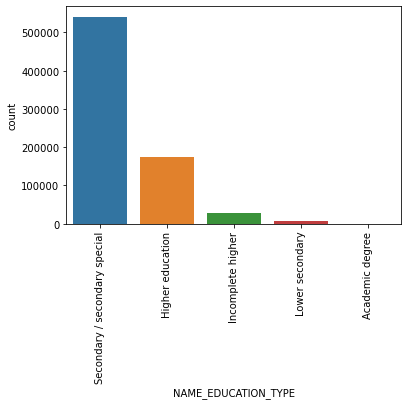 500000
400000
300000
200000
100000
0
count
Secondary / secondary special
Higher education
Incomplete higher
Lower secondary
Academic degree
NAME_EDUCATION_TYPE